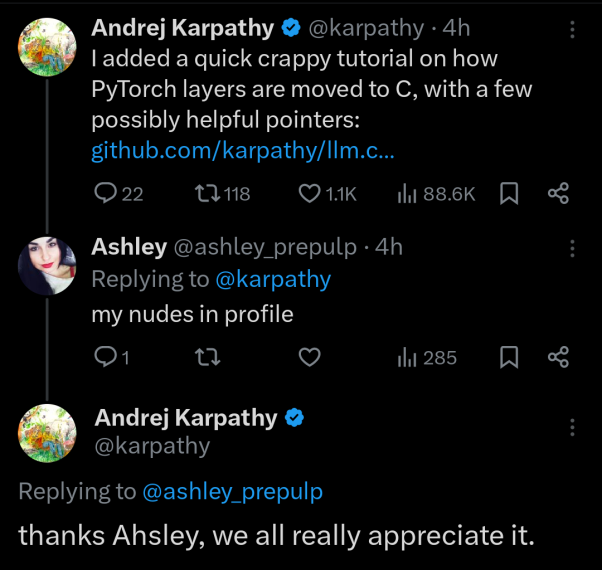 Andrej Karpathy @karpathy · 4h
I added a quick crappy tutorial on how
PyTorch layers are moved to C, with a few
possibly helpful pointers:
github.com/karpathy/llm.c...
22 118 1.1K 88.6K
Ashley @ashley_prepulp · 4h
Replying to @karpathy
my nudes in profile
1 285
Andrej Karpathy
@karpathy
Replying to @ashley_prepulp
thanks Ahsley, we all really appreciate it.